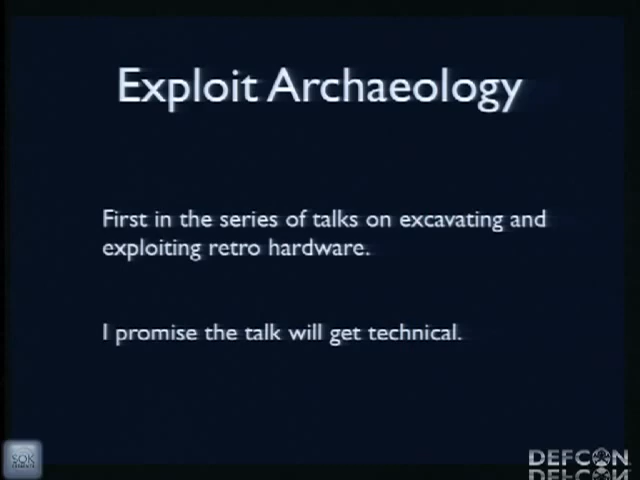 Exploit Archaeology
First in the series of talks on excavating and
exploiting retro hardware.
I promise the talk will get technical.
SOK
DEFCON